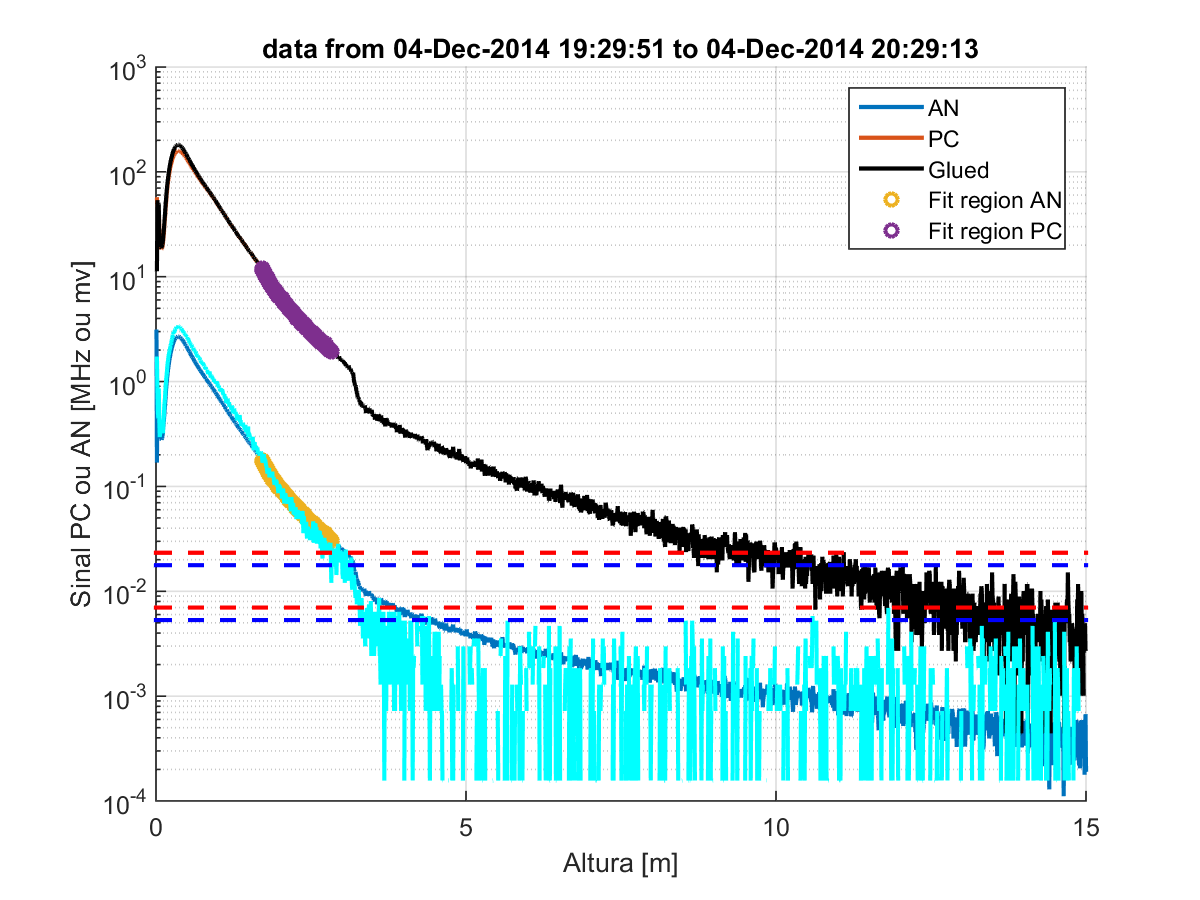 data from 04-Dec-2014 19:29:51 to 04-Dec-2014 20:29:13
AN
PC
Glued
Fit region AN
Fit region PC
Sinal PC ou AN [MHz ou mv]
10^3
10^2
10^1
10^0
10^-1
10^-2
10^-3
10^-4
0 5 10 15
Altura [m]